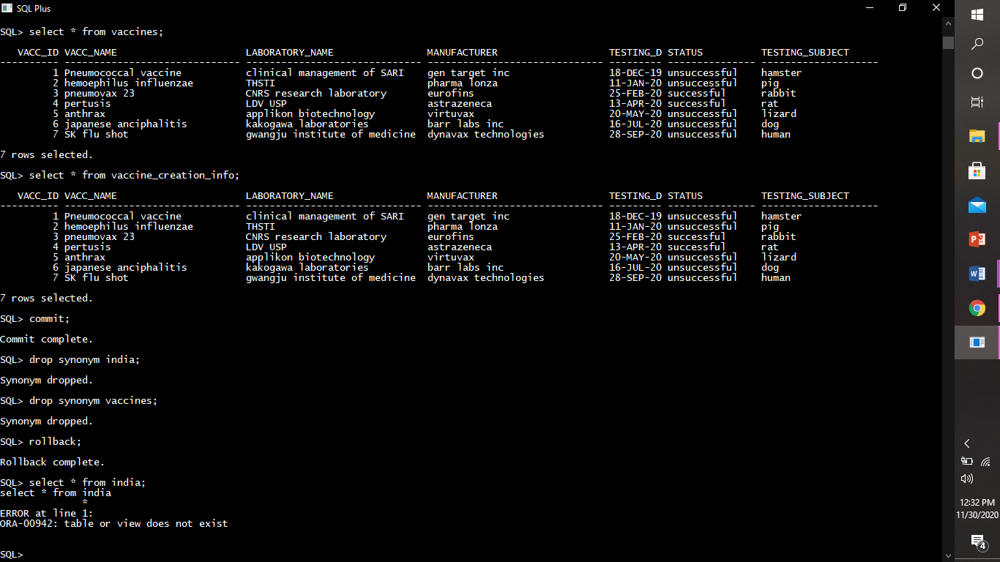 SQL Plus
SQL> select * from vaccines;
VACC_ID VACC_NAME LABORATORY_NAME MANUFACTURER TESTING_D STATUS TESTING_SUBJECT
---------- ------------------------------ ------------------------------ ------------------------------ --------- --------------- --------------------
1 Pneumococcal vaccine clinical management of SARI gen target inc 18-DEC-19 unsuccessful hamster
2 hemoephilus influenzae THSTI pharma lonza 11-JAN-20 unsuccessful pig
3 pneumovax 23 CNRS research laboratory eurofins 25-FEB-20 successful rabbit
4 pertusis LDV USP astrazeneca 13-APR-20 successful rat
5 anthrax applikon biotechnology virtuvax 20-MAY-20 unsuccessful lizard
6 japanese anciphalitis kakogawa laboratories barr labs inc 16-JUL-20 unsuccessful dog
7 SK flu shot gwangju institute of medicine dynavax technologies 28-SEP-20 unsuccessful human
7 rows selected.
SQL> select * from vaccine_creation_info;
VACC_ID VACC_NAME LABORATORY_NAME MANUFACTURER TESTING_D STATUS TESTING_SUBJECT
---------- ------------------------------ ------------------------------ ------------------------------ --------- --------------- --------------------
1 Pneumococcal vaccine clinical management of SARI gen target inc 18-DEC-19 unsuccessful hamster
2 hemoephilus influenzae THSTI pharma lonza 11-JAN-20 unsuccessful pig
3 pneumovax 23 CNRS research laboratory eurofins 25-FEB-20 successful rabbit
4 pertusis LDV USP astrazeneca 13-APR-20 successful rat
5 anthrax applikon biotechnology virtuvax 20-MAY-20 unsuccessful lizard
6 japanese anciphalitis kakogawa laboratories barr labs inc 16-JUL-20 unsuccessful dog
7 SK flu shot gwangju institute of medicine dynavax technologies 28-SEP-20 unsuccessful human
7 rows selected.
SQL> commit;
Commit complete.
SQL> drop synonym india;
Synonym dropped.
SQL> drop synonym vaccines;
Synonym dropped.
SQL> rollback;
Rollback complete.
SQL> select * from india;
select * from india
*
ERROR at line 1:
ORA-00942: table or view does not exist
SQL>
12:32 PM
11/30/2020
4